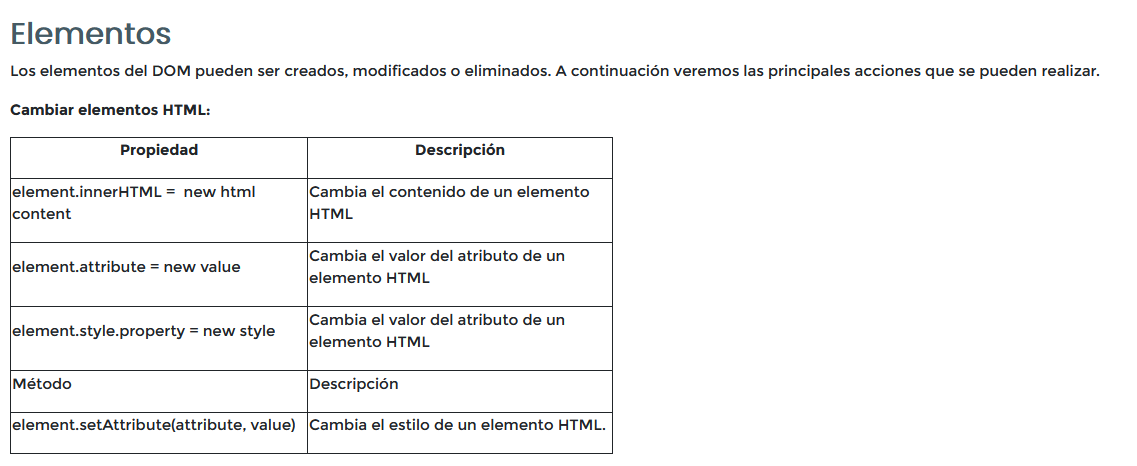 Elementos
Los elementos del DOM pueden ser creados, modificados o eliminados. A continuación veremos las principales acciones que se pueden realizar.
Cambiar elementos HTML:
Propiedad Descripción
element.innerHTML =  new html content
Cambia el contenido de un elemento HTML
element.attribute = new value
Cambia el valor del atributo de un elemento HTML
element.style.property = new style
Cambia el valor del atributo de un elemento HTML
Método Descripción
element.setAttribute(attribute, value) Cambia el estilo de un elemento HTML.